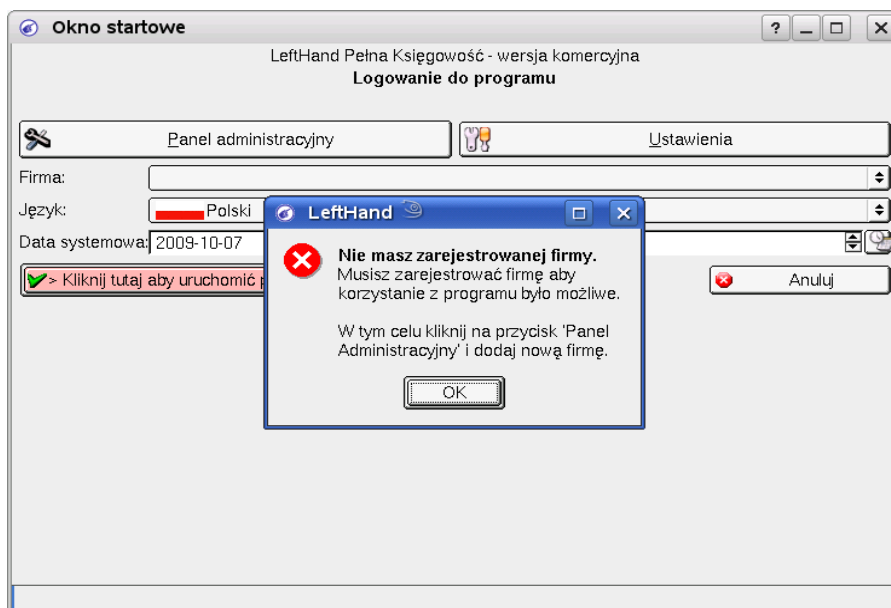 Okno startowe
LeftHand Pełna Księgowość - wersja komercyjna
Logowanie do programu
Panel administracyjny
Ustawienia
Firma:
Język:
Polski
Data systemowa:
2009-10-07
> Kliknij tutaj aby uruchomić
Anuluj
LeftHand
Nie masz zarejestrowanej firmy.
Musisz zarejestrować firmę aby
korzystanie z programu było możliwe.
W tym celu kliknij na przycisk 'Panel
Administracyjny' i dodaj nową firmę.
OK